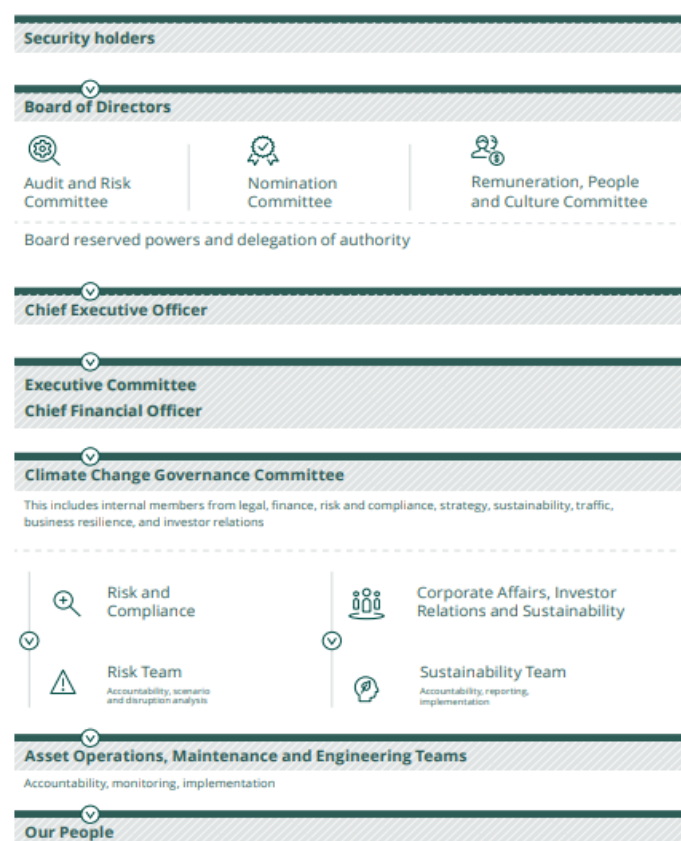 Security holders
Board of Directors
Audit and Risk
Committee
Nomination
Committee
Remuneration, People
and Culture Committee
Board reserved powers and delegation of authority
Chief Executive Officer
Executive Committee
Chief Financial Officer
Climate Change Governance Committee
This includes internal members from legal, finance, risk and compliance, strategy, sustainability, traffic,
business resilience, and investor relations
Risk and
Compliance
Corporate Affairs, Investor
Relations and Sustainability
Risk Team
Accountability, scenario
and disruption analysis
Sustainability Team
Accountability, reporting,
implementation
Asset Operations, Maintenance and Engineering Teams
Accountability, monitoring, implementation
Our People